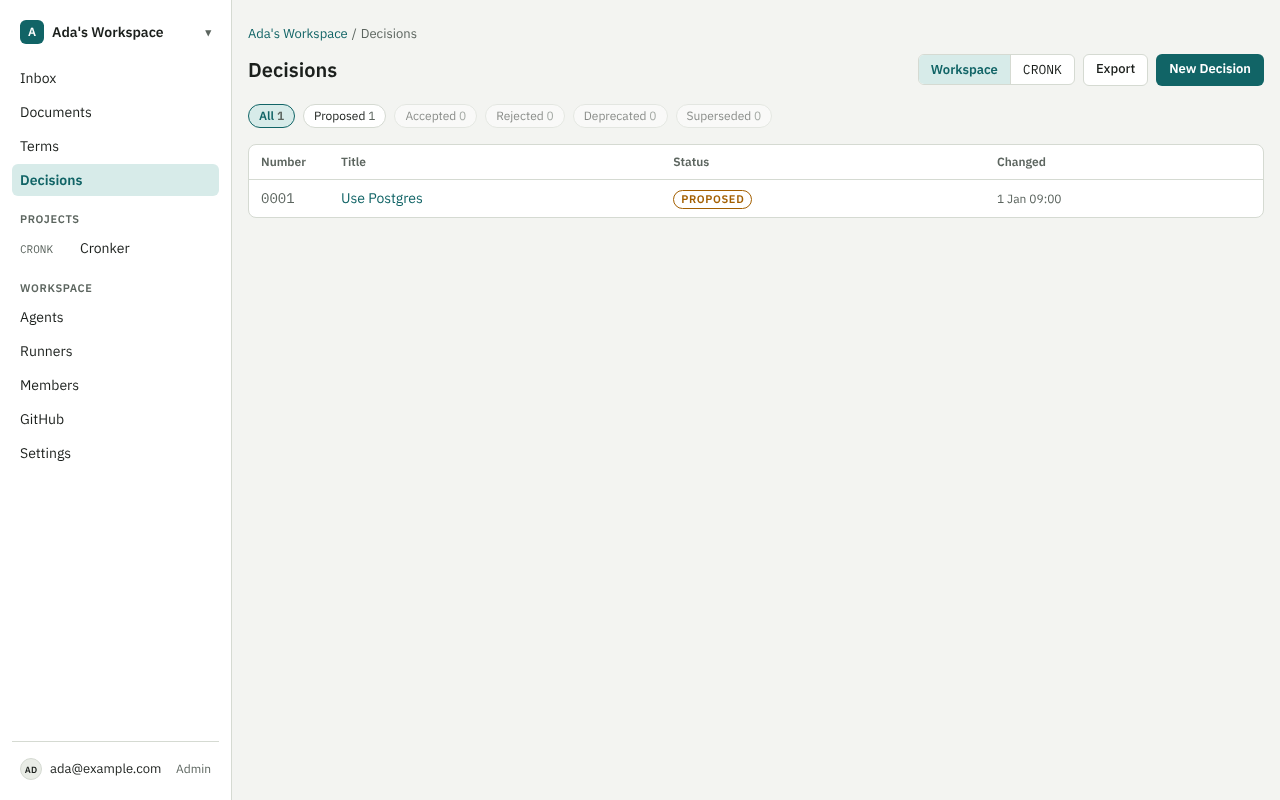 A Ada's Workspace ▾
Inbox
Documents
Terms
Decisions
PROJECTS
CRONK Cronker
WORKSPACE
Agents
Runners
Members
GitHub
Settings
AD ada@example.com Admin
Ada's Workspace / Decisions
Decisions
Workspace CRONK Export New Decision
All 1 Proposed 1 Accepted 0 Rejected 0 Deprecated 0 Superseded 0
Number Title Status Changed
0001 Use Postgres PROPOSED 1 Jan 09:00